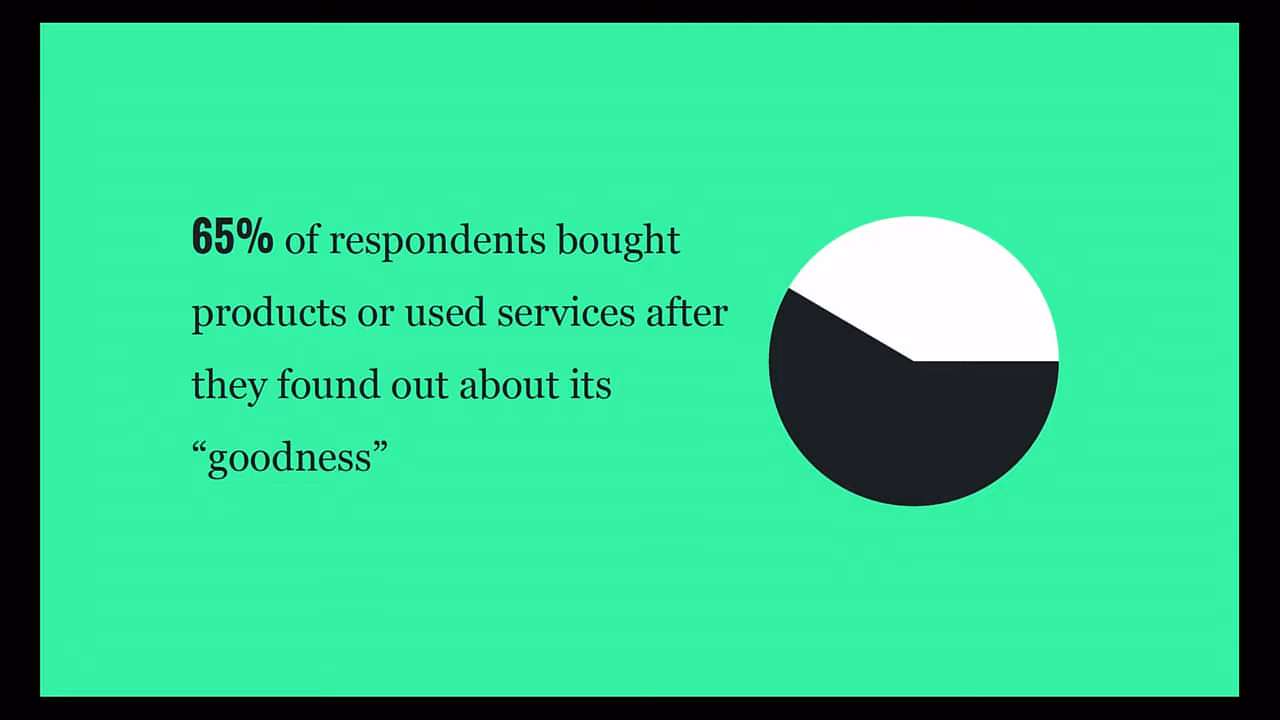 65% of respondents bought
products or used services after
they found out about its
“goodness”